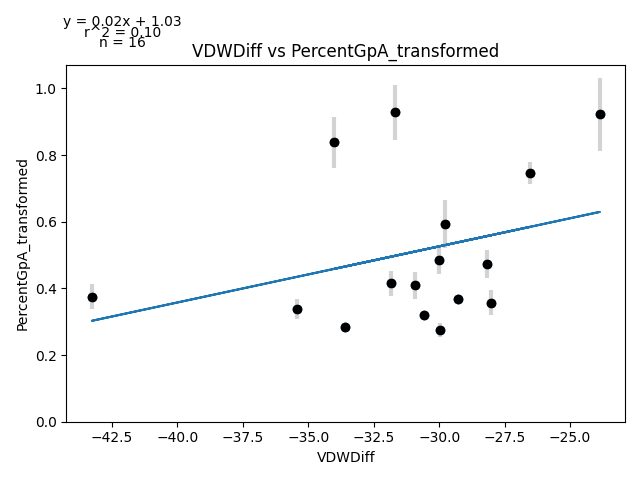 y = 0.02x + 1.03
r^2 = 0.10
n = 16
VDWDiff vs PercentGpA_transformed
1.0
0.8
0.6
0.4
0.2
0.0
PercentGpA_transformed
−42.5 −40.0 −37.5 −35.0 −32.5 −30.0 −27.5 −25.0
VDWDiff